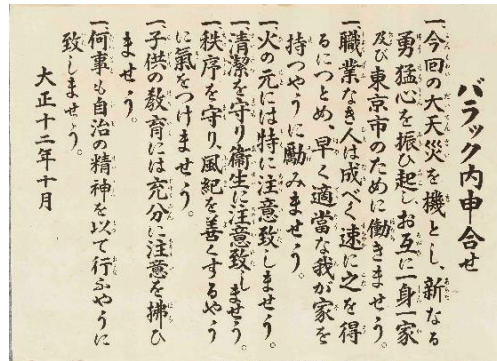 バラック内申合せ
一、今回の大天災を機とし、新なる
勇猛心を振ひ起し、お互に一身一家
及び東京市のために働きませう。
一、職業なき人は成べく速に之を得
るにつとめ、早く適當な我が家を
持つやうに勵みませう。
一、火の元には特に注意致しませう。
一、清潔を守り衞生に注意致しませう。
一、秩序を守り、風紀を善くするやう
に氣をつけませう。
一、子供の教育には充分に注意を拂ひ
ませう。
一、何事も自治の精神を以て行ふやうに
致しませう。
大正十二年十月